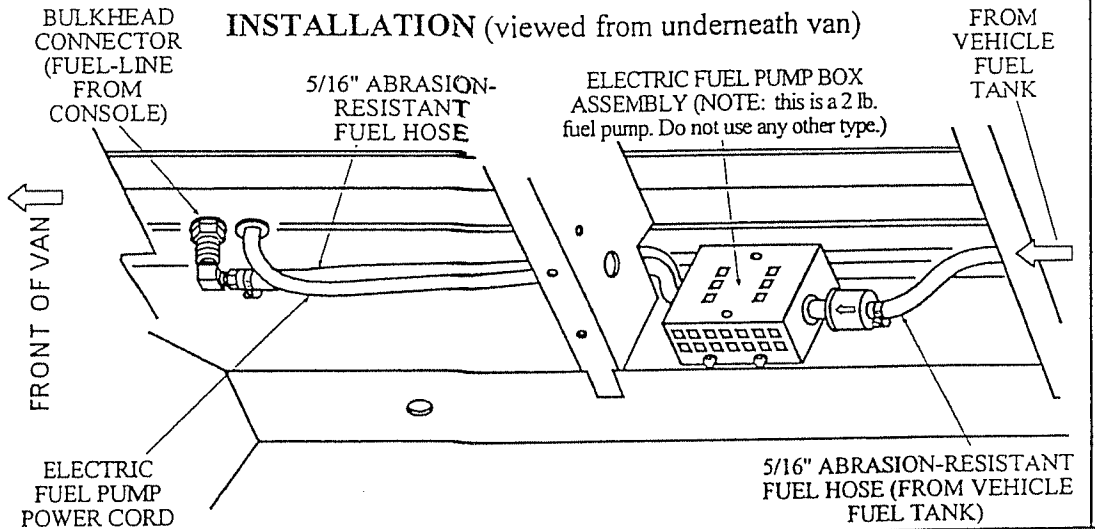 INSTALLATION (viewed from underneath van)
BULKHEAD
CONNECTOR
(FUEL-LINE
FROM
CONSOLE)
5/16" ABRASION-
RESISTANT
FUEL HOSE
ELECTRIC FUEL PUMP BOX
ASSEMBLY (NOTE: this is a 2 lb.
fuel pump. Do not use any other type.)
FROM
VEHICLE
FUEL
TANK
FRONT OF VAN
ELECTRIC
FUEL PUMP
POWER CORD
5/16" ABRASION-RESISTANT
FUEL HOSE (FROM VEHICLE
FUEL TANK)